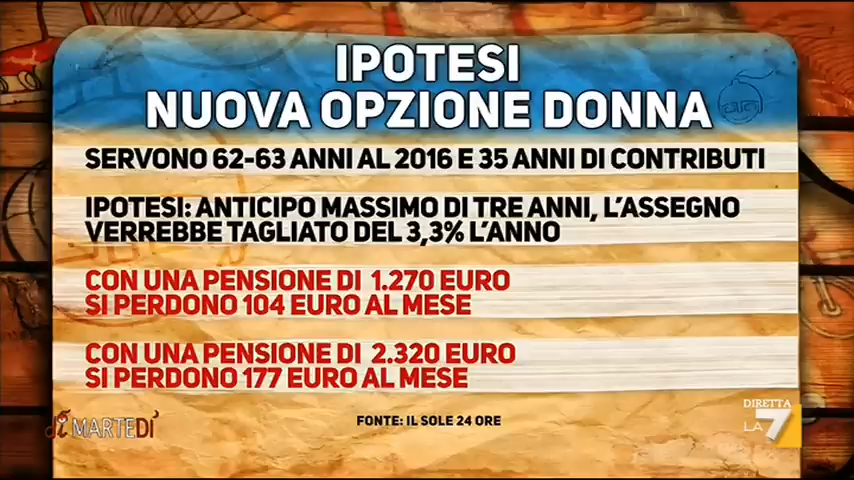 IPOTESI
NUOVA OPZIONE DONNA
SERVONO 62-63 ANNI AL 2016 E 35 ANNI DI CONTRIBUTI
IPOTESI: ANTICIPO MASSIMO DI TRE ANNI, L'ASSEGNO
VERREBBE TAGLIATO DEL 3,3% L'ANNO
CON UNA PENSIONE DI 1.270 EURO
SI PERDONO 104 EURO AL MESE
CON UNA PENSIONE DI 2.320 EURO
SI PERDONO 177 EURO AL MESE
FONTE: IL SOLE 24 ORE
dì MARTEDÌ
DIRETTA
LA 7